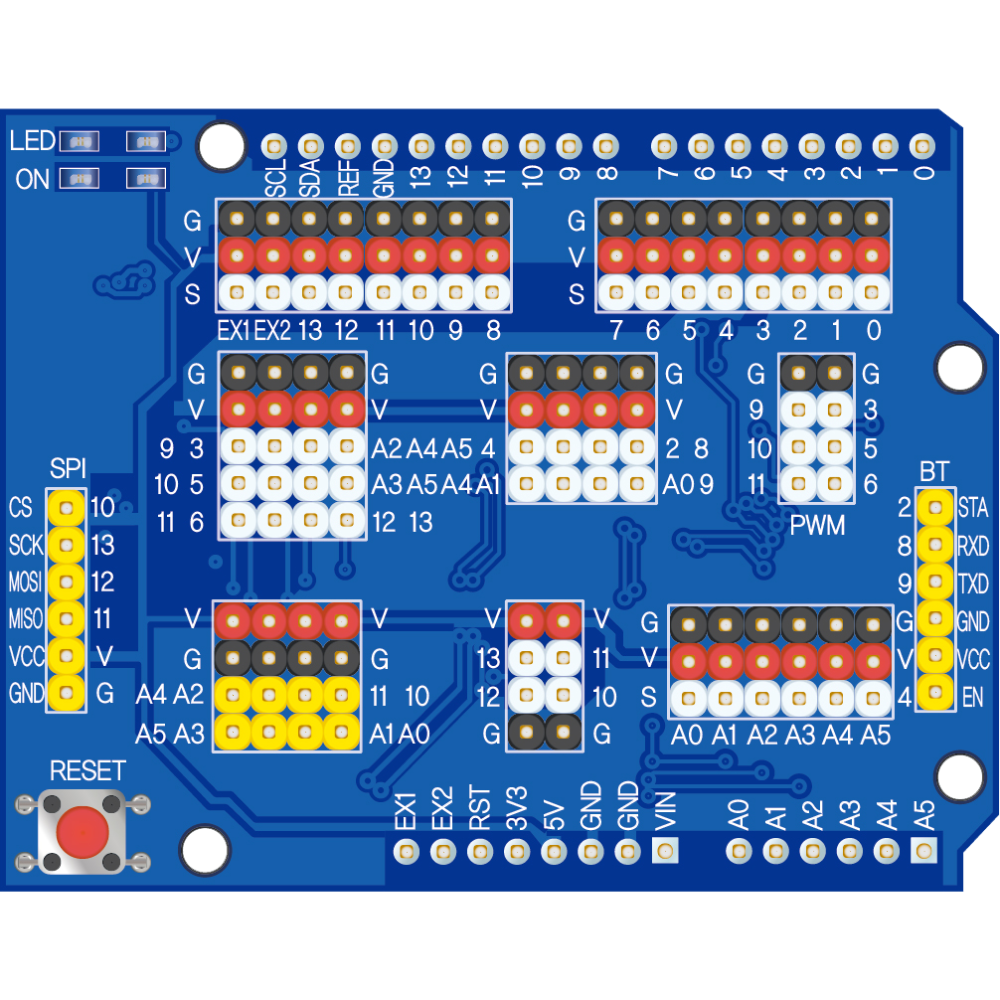 LED
ON
SCL SDA REF GND 13 12 11 10 9 8 7 6 5 4 3 2 1 0
G G
V V
S S
EX1 EX2 13 12 11 10 9 8 7 6 5 4 3 2 1 0
G G G G G G
V V V V 9 3
9 3 A2 A4 A5 4 2 8 10 5
10 5 A3 A5 A4 A1 A0 9 11 6
11 6 12 13
PWM
SPI
CS 10
SCK 13
MOSI 12
MISO 11
VCC V
GND G
BT
2 STA
8 RXD
9 TXD
G GND
V VCC
4 EN
V V V V G
G G 13 11 V
A4 A2 11 10 12 10 S
A5 A3 A1 A0 G G A0 A1 A2 A3 A4 A5
RESET
EX1 EX2 RST 3V3 5V GND GND VIN A0 A1 A2 A3 A4 A5